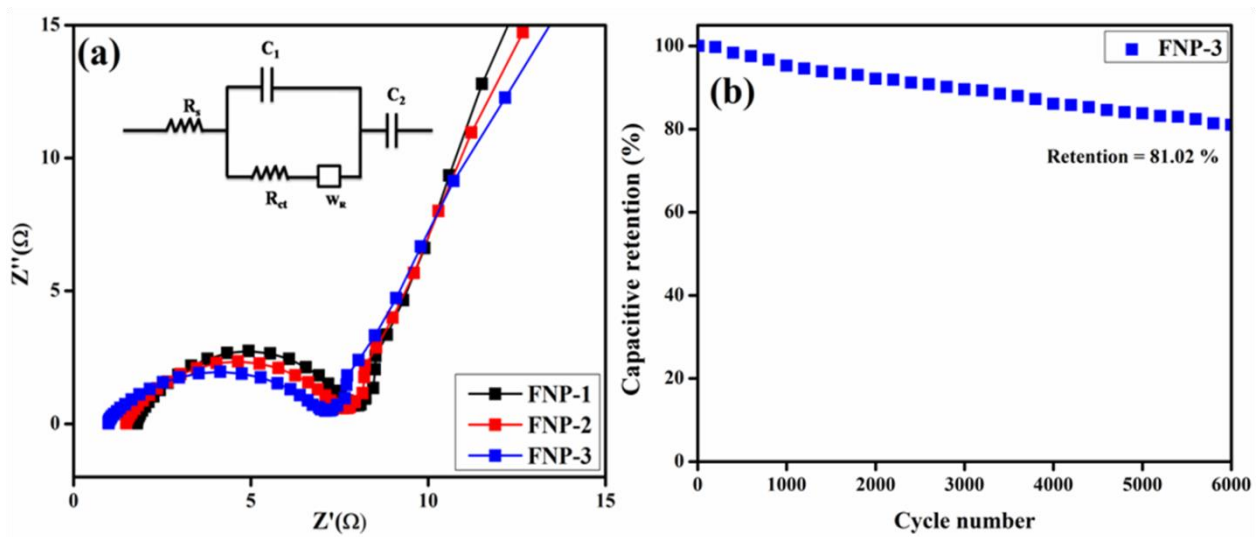 (a)
15
10
5
0
Z''(Ω)
C1
Rs
C2
Rct
WR
FNP-1
FNP-2
FNP-3
0 5 10 15
Z'(Ω)
(b)
FNP-3
100
80
60
40
20
0
Capacitive retention (%)
Retention = 81.02 %
0 1000 2000 3000 4000 5000 6000
Cycle number